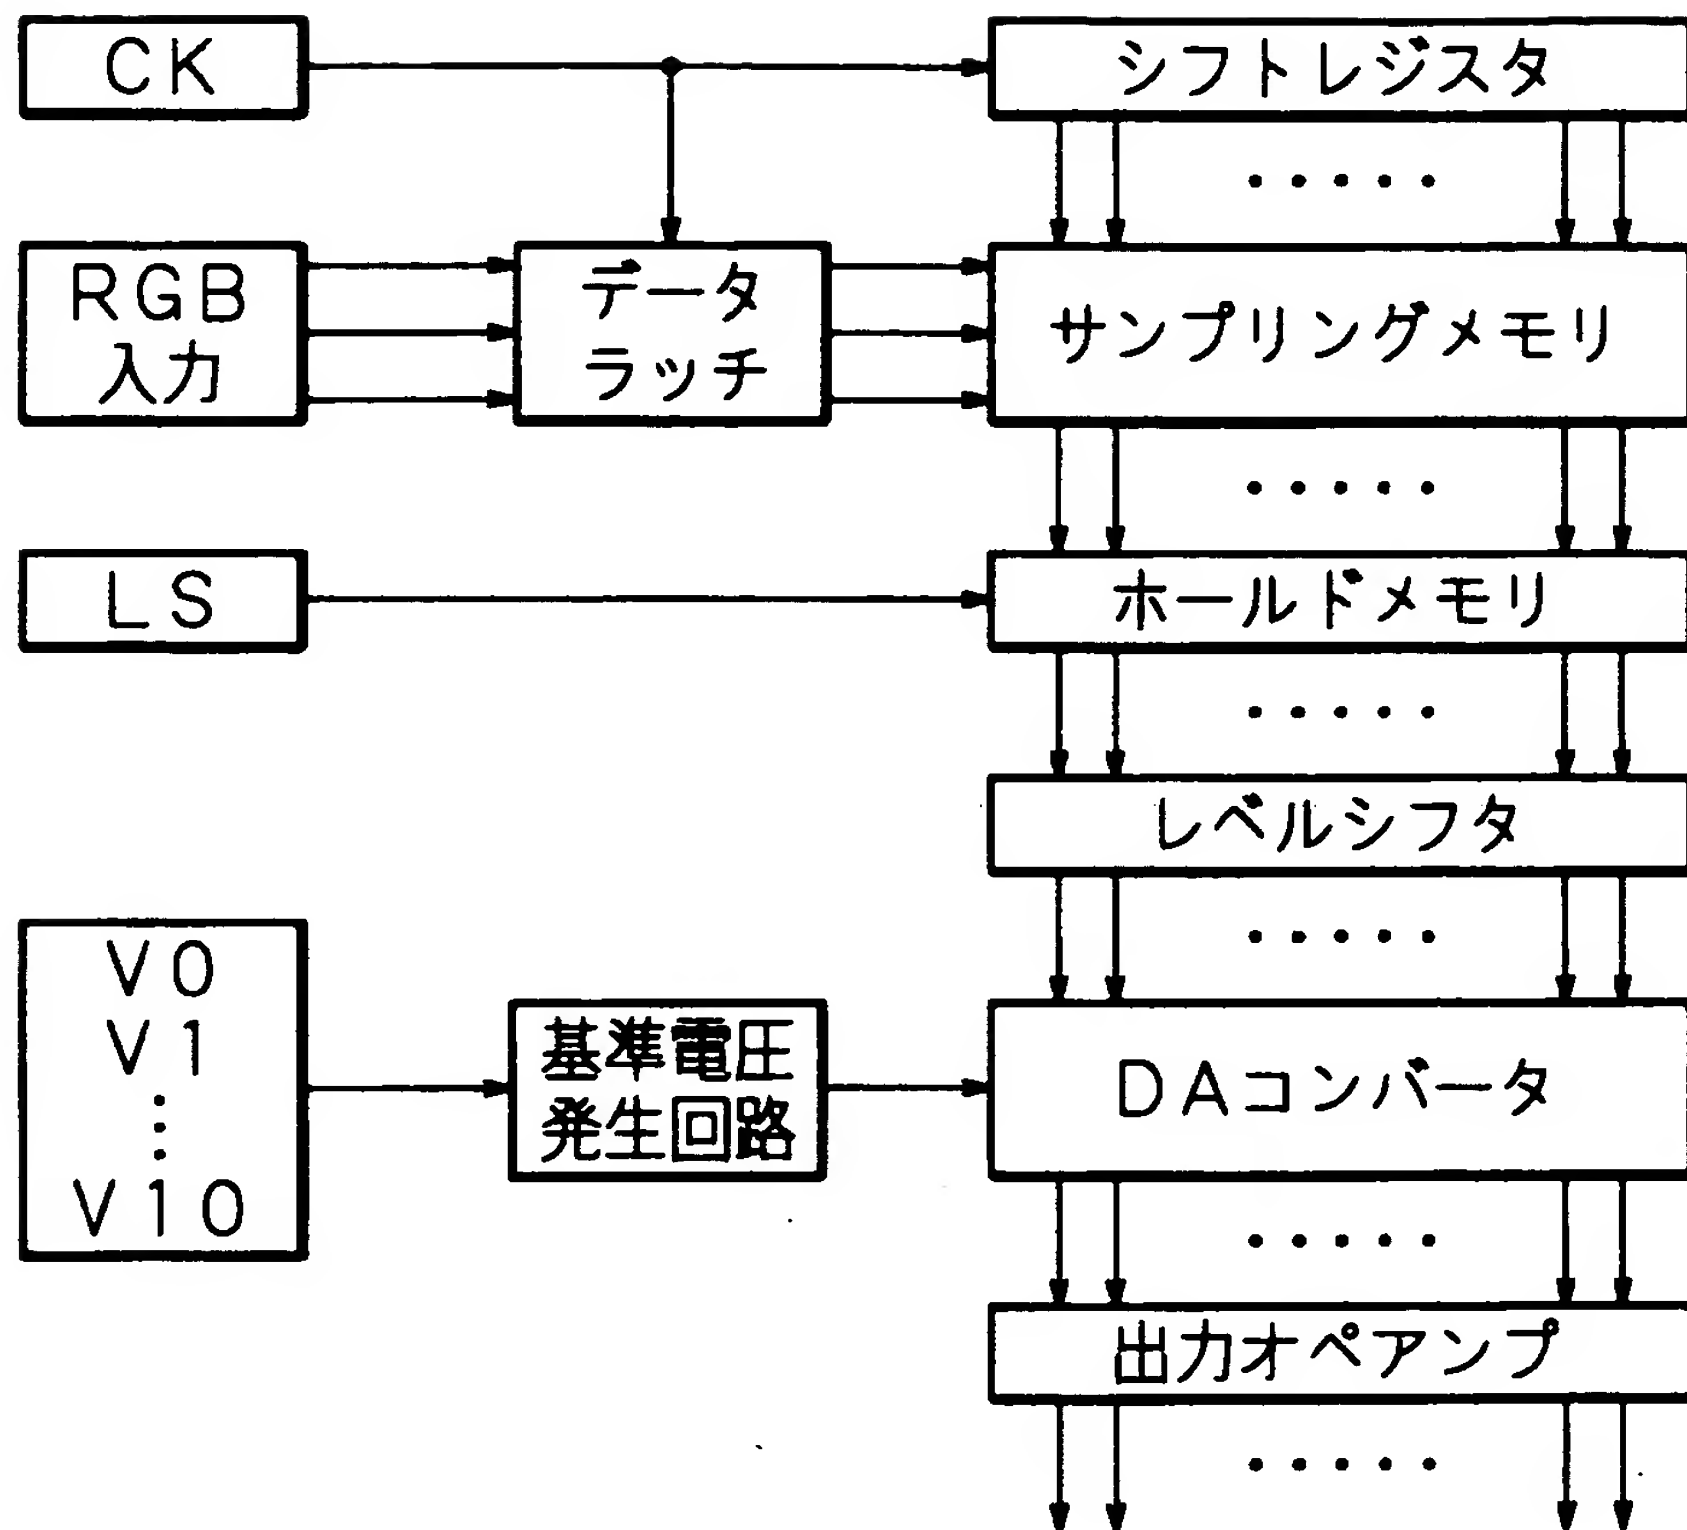 CK
シフトレジスタ
RGB
入力
データ
ラッチ
サンプリングメモリ
LS
ホールドメモリ
レベルシフタ
V0
V1
V10
基準電圧
発生回路
DAコンバータ
出力オペアンプ